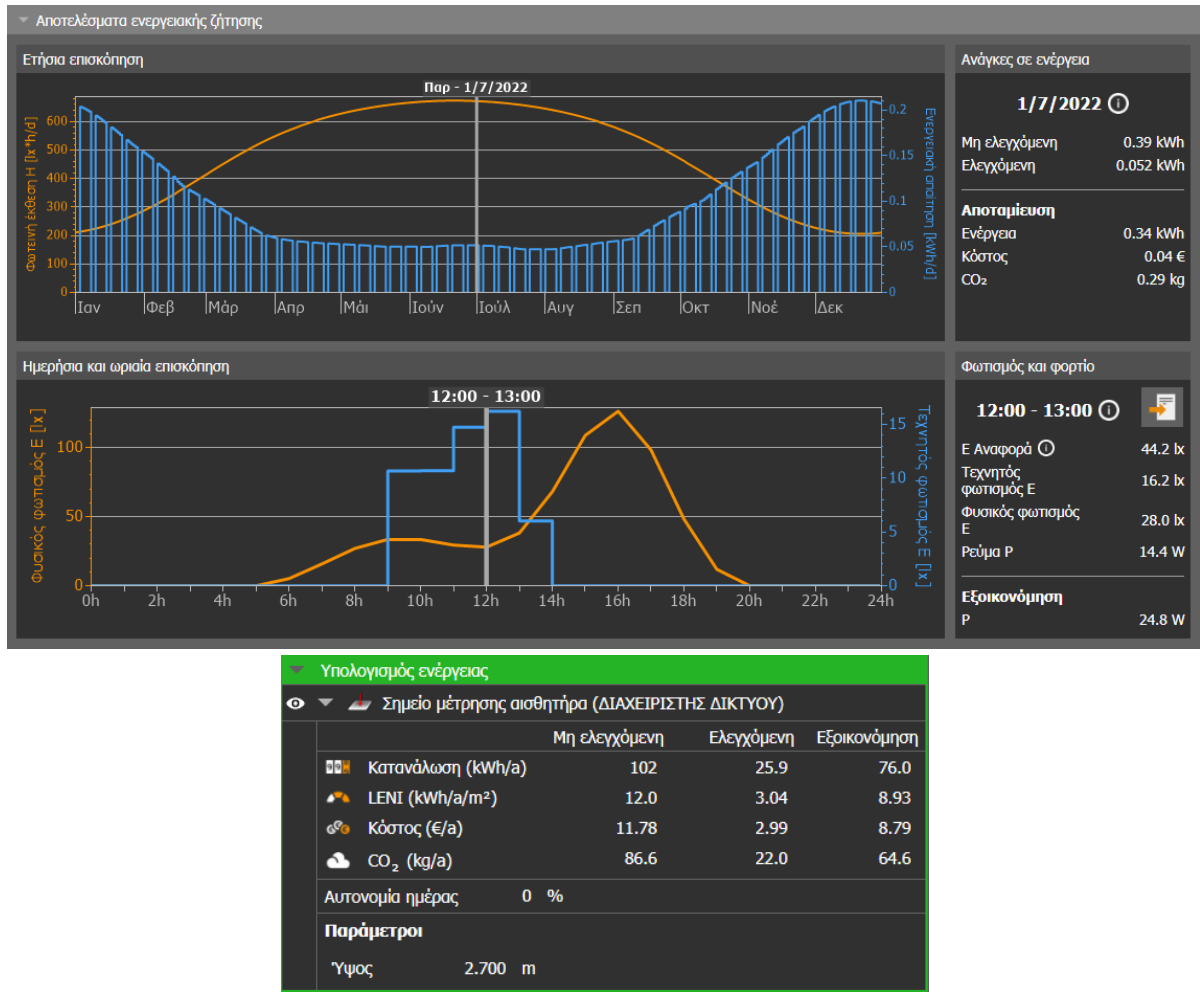 Αποτελέσματα ενεργειακής ζήτησης
Ετήσια επισκόπηση
Παρ - 1/7/2022
Φωτεινή έκθεση H [lx*h/d]
600
500
400
300
200
100
0
0.2
0.15
0.1
0.05
0
Ενεργειακή απαίτηση [kWh/d]
Ιαν Φεβ Μάρ Απρ Μάι Ιούν Ιούλ Αυγ Σεπ Οκτ Νοέ Δεκ
Ανάγκες σε ενέργεια
1/7/2022
Μη ελεγχόμενη 0.39 kWh
Ελεγχόμενη 0.052 kWh
Αποταμίευση
Ενέργεια 0.34 kWh
Κόστος 0.04 €
CO₂ 0.29 kg
Ημερήσια και ωριαία επισκόπηση
12:00 - 13:00
Φυσικός φωτισμός E [lx]
100
50
0
15
10
5
0
Τεχνητός φωτισμός E [lx]
0h 2h 4h 6h 8h 10h 12h 14h 16h 18h 20h 22h 24h
Φωτισμός και φορτίο
12:00 - 13:00
E Αναφορά 44.2 lx
Τεχνητός
φωτισμός E 16.2 lx
Φυσικός φωτισμός
E 28.0 lx
Ρεύμα P 14.4 W
Εξοικονόμηση
P 24.8 W
Υπολογισμός ενέργειας
Σημείο μέτρησης αισθητήρα (ΔΙΑΧΕΙΡΙΣΤΗΣ ΔΙΚΤΥΟΥ)
Μη ελεγχόμενη Ελεγχόμενη Εξοικονόμηση
Κατανάλωση (kWh/a) 102 25.9 76.0
LENI (kWh/a/m²) 12.0 3.04 8.93
Κόστος (€/a) 11.78 2.99 8.79
CO₂ (kg/a) 86.6 22.0 64.6
Αυτονομία ημέρας 0 %
Παράμετροι
Ύψος 2.700 m